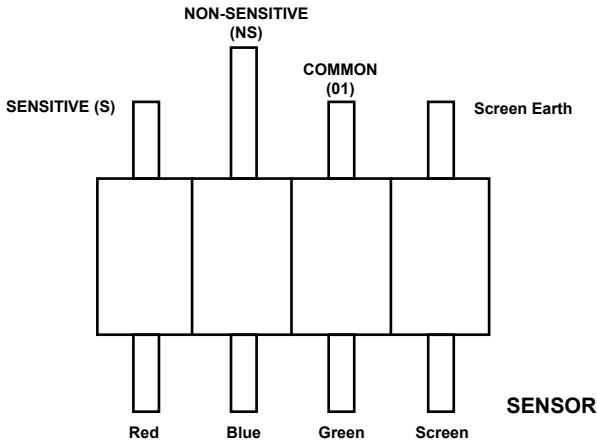 NON-SENSITIVE
(NS)
COMMON
(01)
SENSITIVE (S)
Screen Earth
SENSOR
Red
Blue
Green
Screen